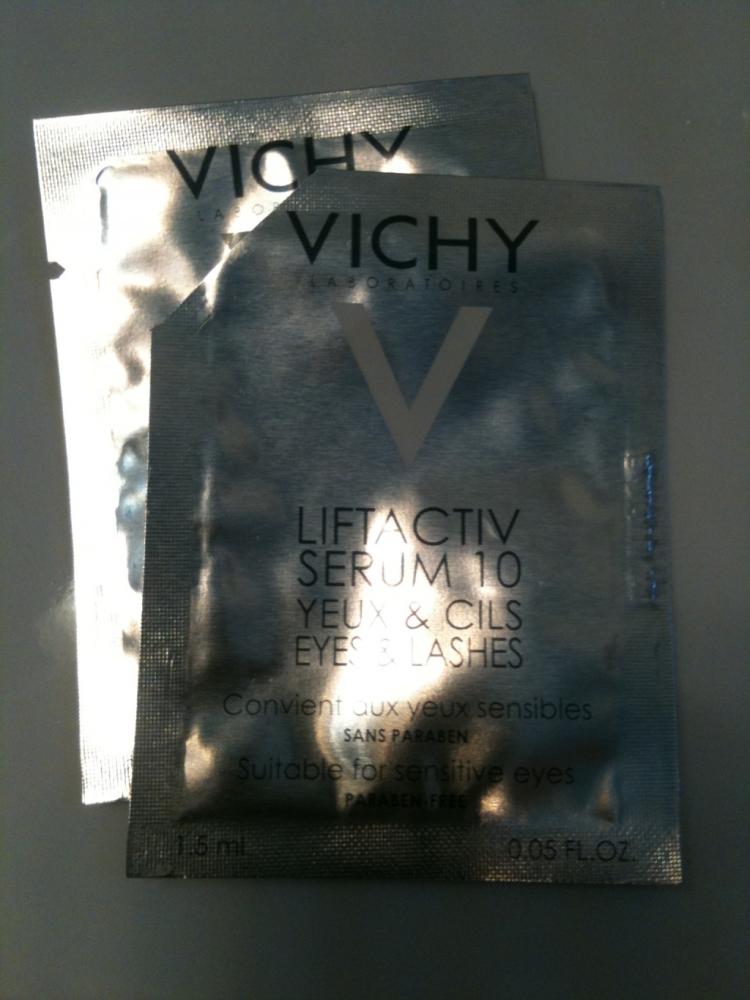 VICHY
LABO
VICHY
LABORATOIRES
V
LIFTACTIV
SERUM 10
YEUX & CILS
EYES & LASHES
Convient aux yeux sensibles
SANS PARABEN
Suitable for sensitive eyes
PARABEN-FREE
1.5 ml
0.05 FL.OZ.